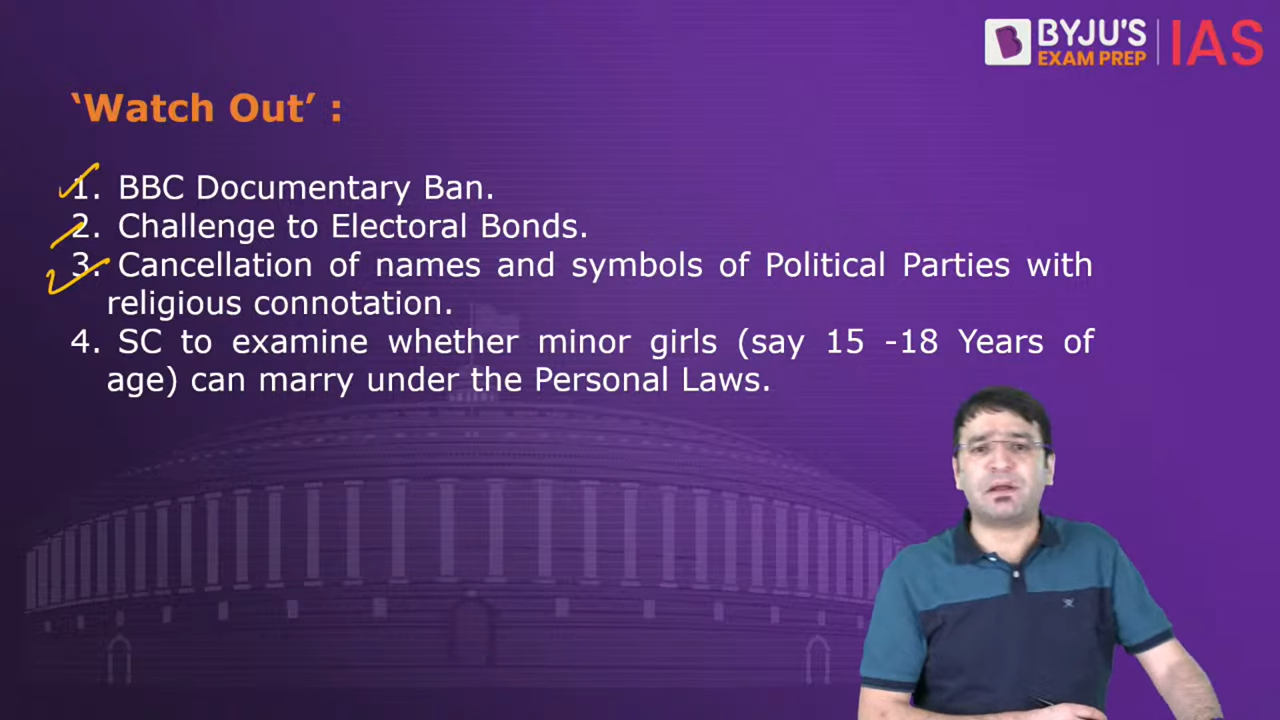 BYJU'S
EXAM PREP
IAS
‘Watch Out’ :
1. BBC Documentary Ban.
2. Challenge to Electoral Bonds.
3. Cancellation of names and symbols of Political Parties with
religious connotation.
4. SC to examine whether minor girls (say 15 -18 Years of
age) can marry under the Personal Laws.